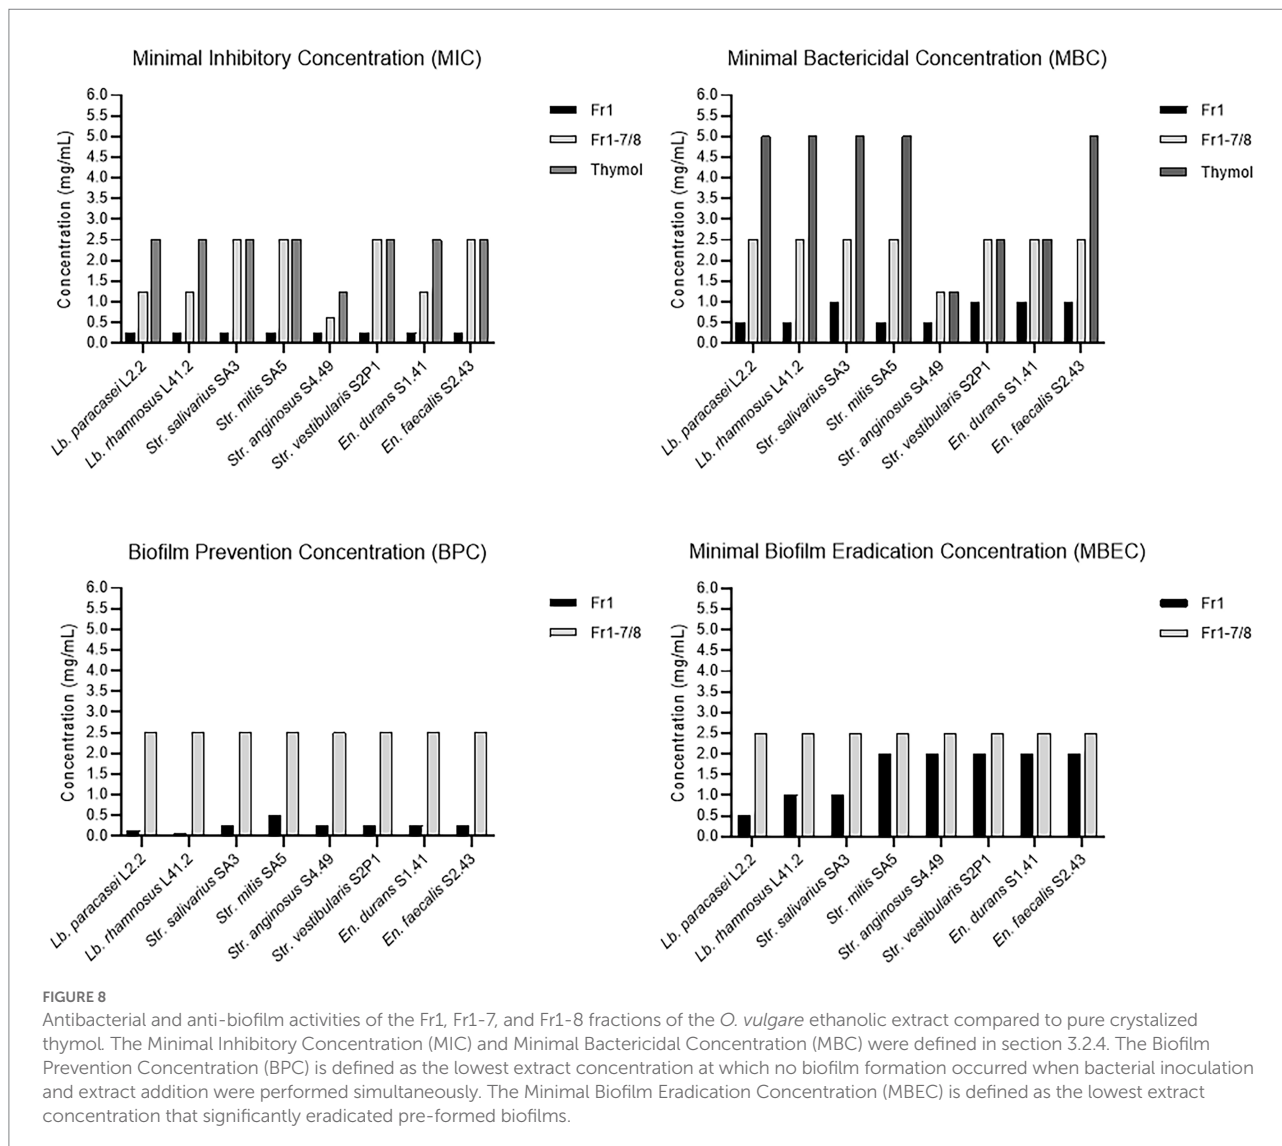 Minimal Inhibitory Concentration (MIC)
6.0
5.5
5.0
4.5
4.0
3.5
3.0
2.5
2.0
1.5
1.0
0.5
0.0
Concentration (mg/mL)
Fr1
Fr1-7/8
Thymol
Lb. paracasei L2.2
Lb. rhamnosus L41.2
Str. salivarius SA3
Str. mitis SA5
Str. anginosus S4.49
Str. vestibularis S2P1
En. durans S1.41
En. faecalis S2.43
Minimal Bactericidal Concentration (MBC)
6.0
5.5
5.0
4.5
4.0
3.5
3.0
2.5
2.0
1.5
1.0
0.5
0.0
Concentration (mg/mL)
Fr1
Fr1-7/8
Thymol
Lb. paracasei L2.2
Lb. rhamnosus L41.2
Str. salivarius SA3
Str. mitis SA5
Str. anginosus S4.49
Str. vestibularis S2P1
En. durans S1.41
En. faecalis S2.43
Biofilm Prevention Concentration (BPC)
6.0
5.5
5.0
4.5
4.0
3.5
3.0
2.5
2.0
1.5
1.0
0.5
0.0
Concentration (mg/mL)
Fr1
Fr1-7/8
Lb. paracasei L2.2
Lb. rhamnosus L41.2
Str. salivarius SA3
Str. mitis SA5
Str. anginosus S4.49
Str. vestibularis S2P1
En. durans S1.41
En. faecalis S2.43
Minimal Biofilm Eradication Concentration (MBEC)
6.0
5.5
5.0
4.5
4.0
3.5
3.0
2.5
2.0
1.5
1.0
0.5
0.0
Concentration (mg/mL)
Fr1
Fr1-7/8
Lb. paracasei L2.2
Lb. rhamnosus L41.2
Str. salivarius SA3
Str. mitis SA5
Str. anginosus S4.49
Str. vestibularis S2P1
En. durans S1.41
En. faecalis S2.43
FIGURE 8
Antibacterial and anti-biofilm activities of the Fr1, Fr1-7, and Fr1-8 fractions of the O. vulgare ethanolic extract compared to pure crystalized
thymol. The Minimal Inhibitory Concentration (MIC) and Minimal Bactericidal Concentration (MBC) were defined in section 3.2.4. The Biofilm
Prevention Concentration (BPC) is defined as the lowest extract concentration at which no biofilm formation occurred when bacterial inoculation
and extract addition were performed simultaneously. The Minimal Biofilm Eradication Concentration (MBEC) is defined as the lowest extract
concentration that significantly eradicated pre-formed biofilms.